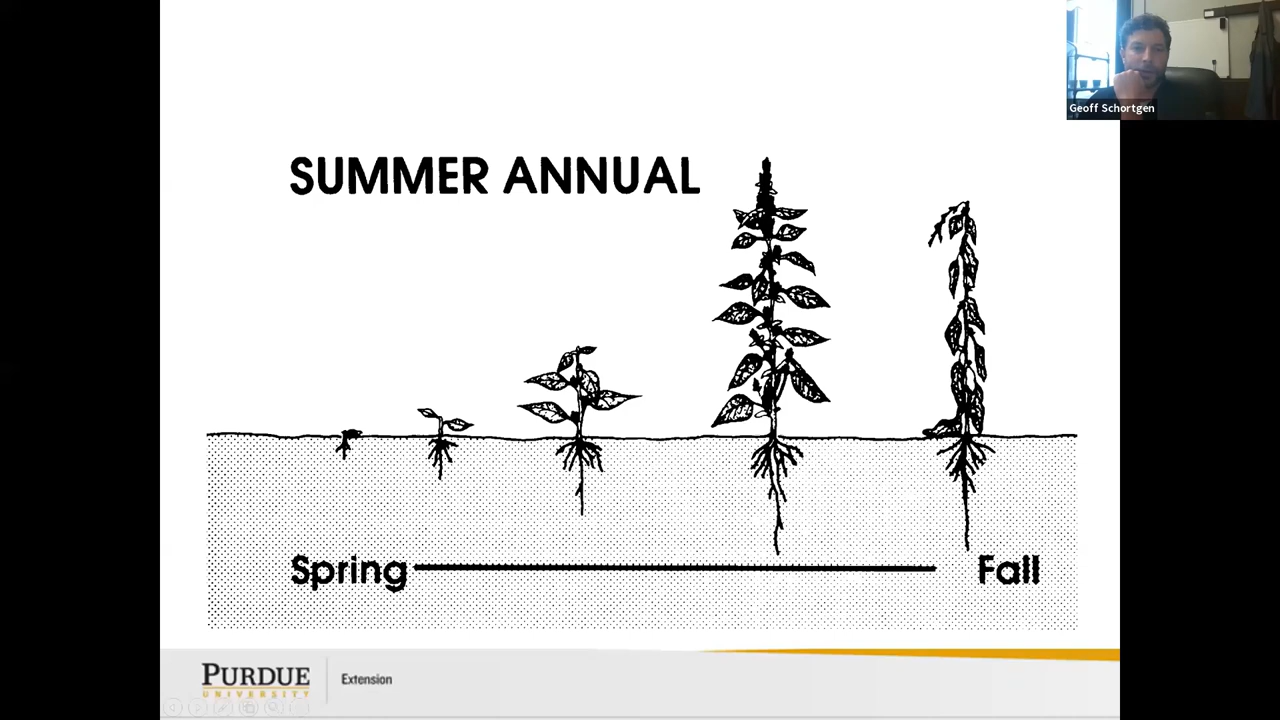 Geoff Schortgen
SUMMER ANNUAL
Spring
Fall
PURDUE
UNIVERSITY
Extension